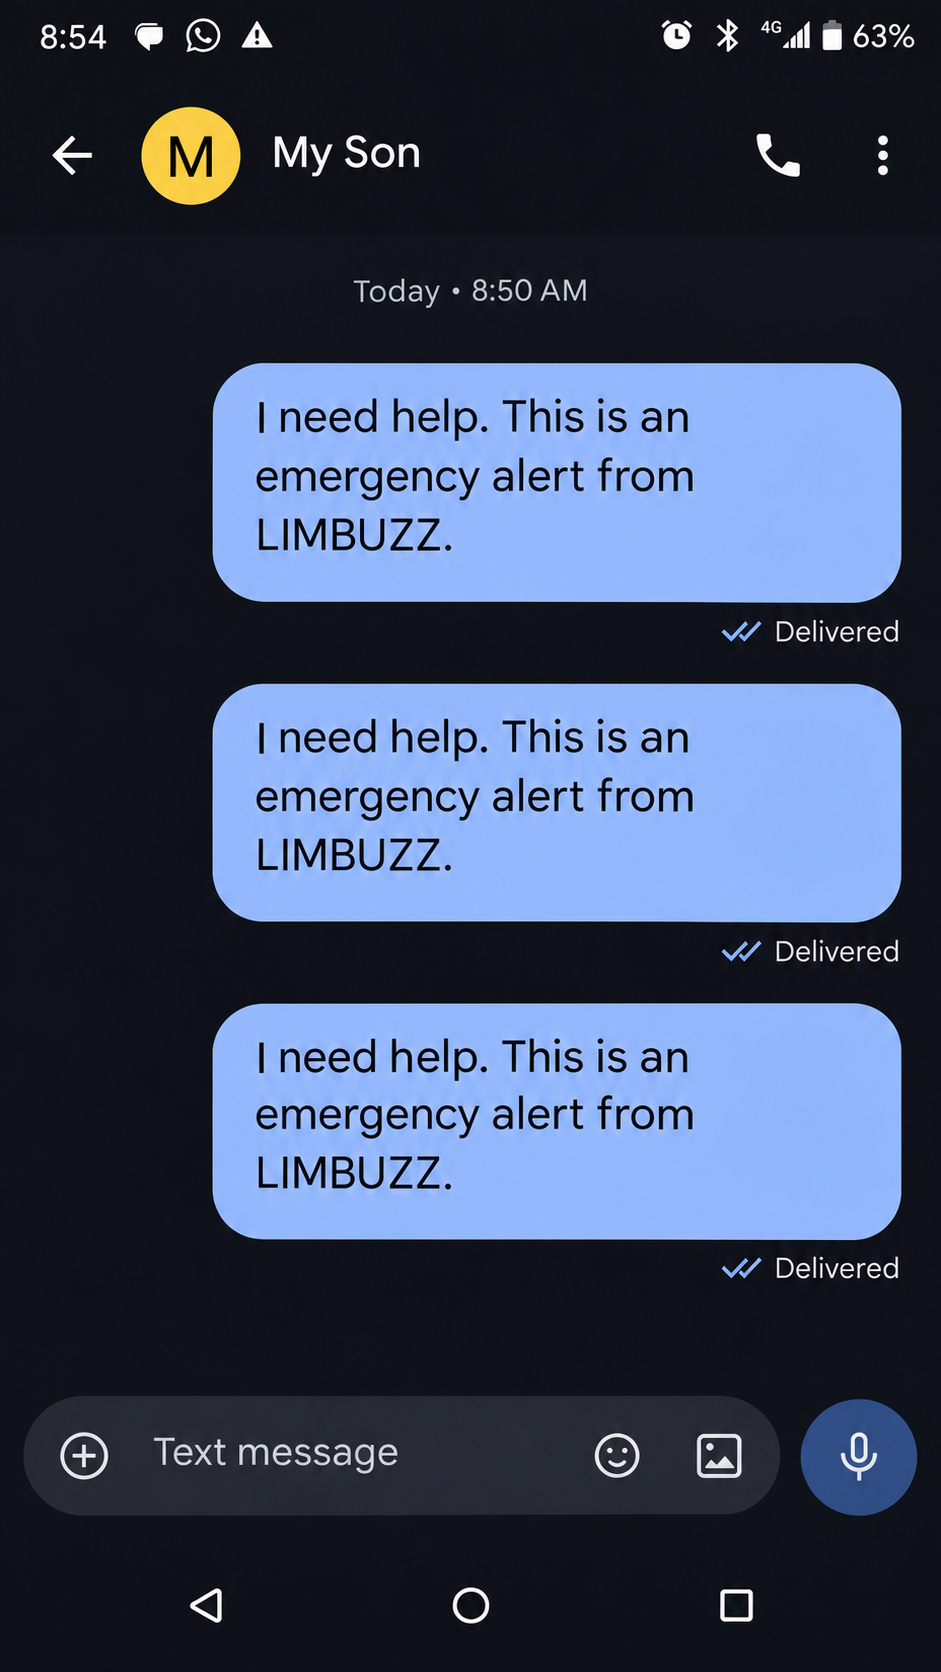 8:54 4G 63%
M My Son
Today • 8:50 AM
I need help. This is an
emergency alert from
LIMBUZZ.
Delivered
I need help. This is an
emergency alert from
LIMBUZZ.
Delivered
I need help. This is an
emergency alert from
LIMBUZZ.
Delivered
Text message